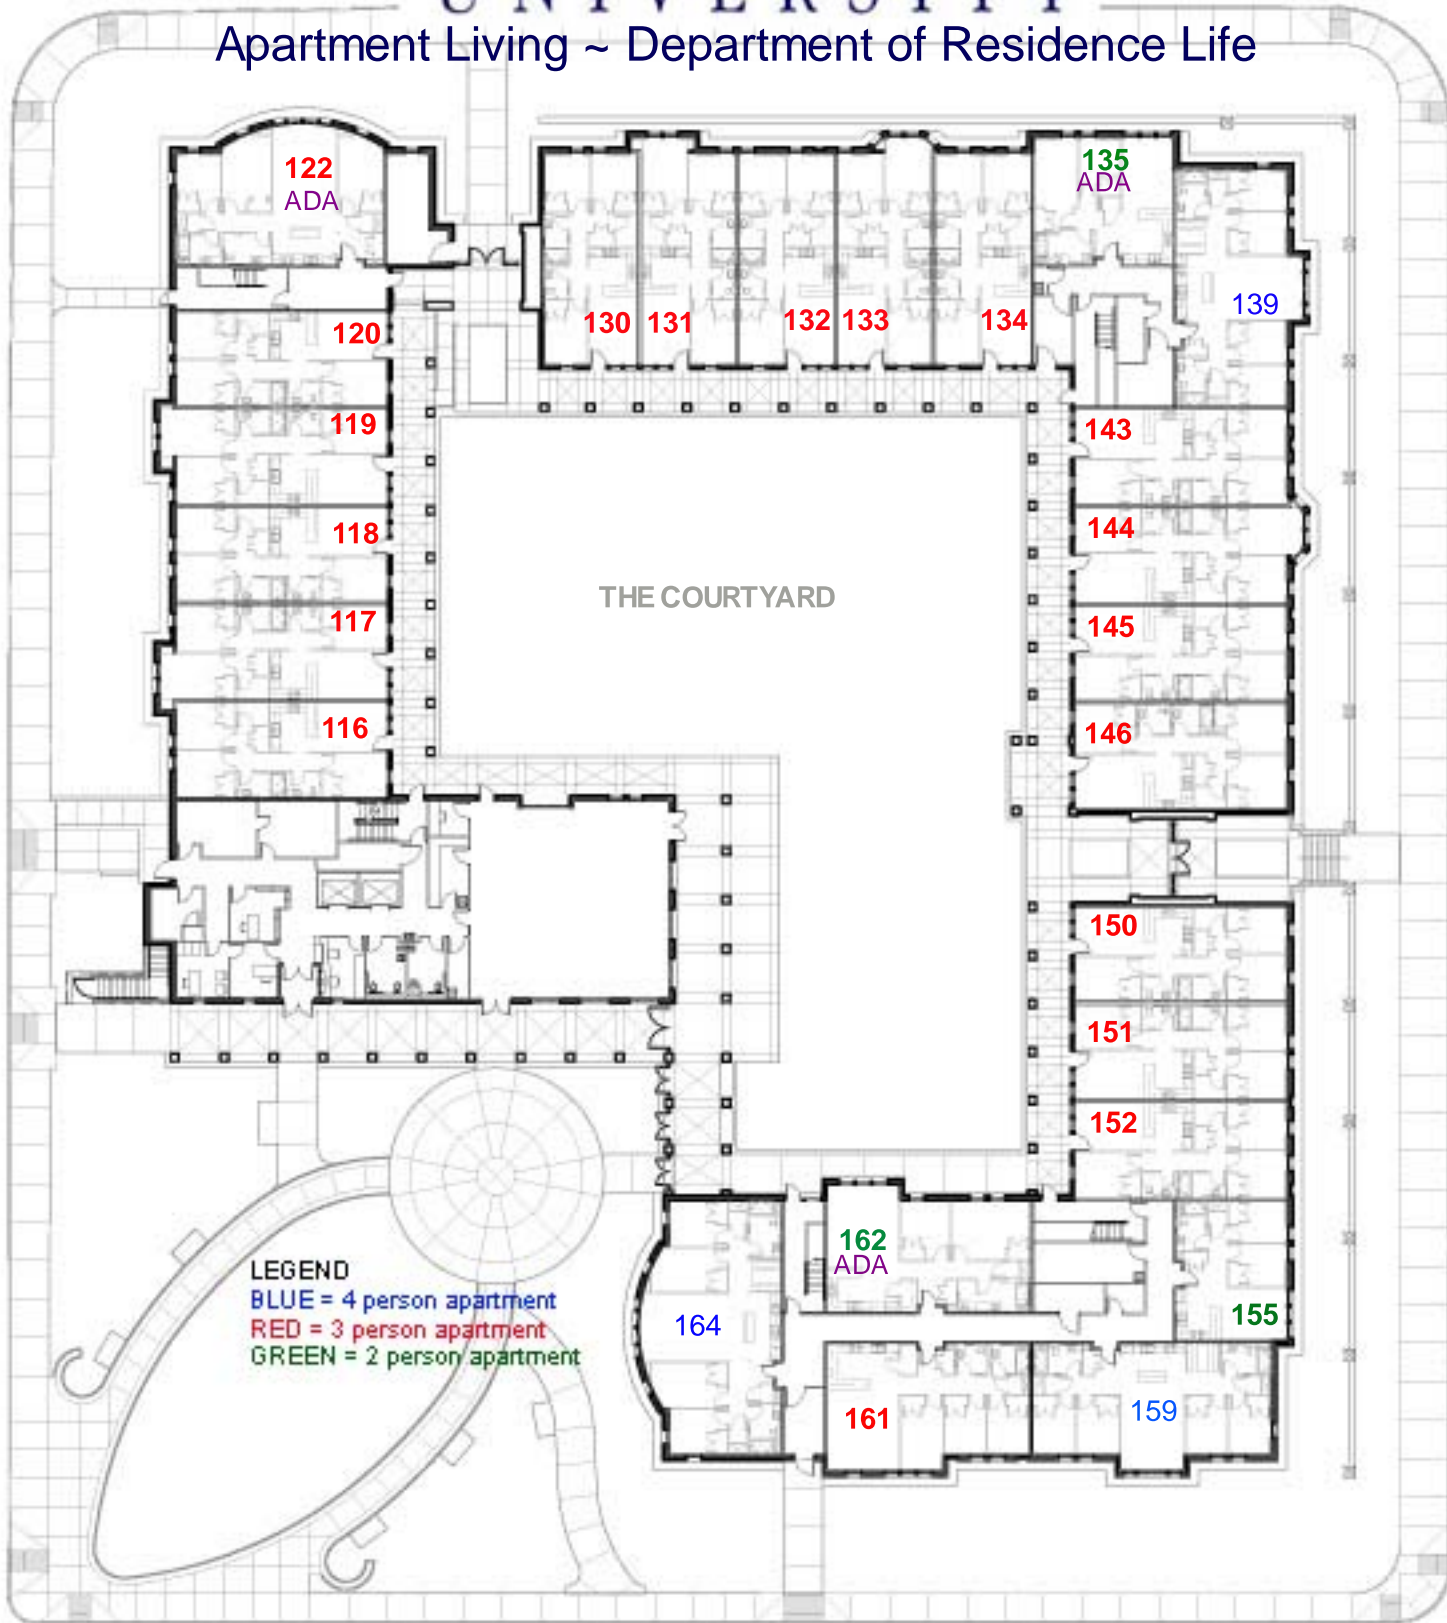 UNIVERSITY
Apartment Living ~ Department of Residence Life
122
ADA
135
ADA
139
130
131
132
133
134
120
119
118
117
116
143
144
145
146
THE COURTYARD
150
151
152
162
ADA
155
164
161
159
LEGEND
BLUE = 4 person apartment
RED = 3 person apartment
GREEN = 2 person apartment